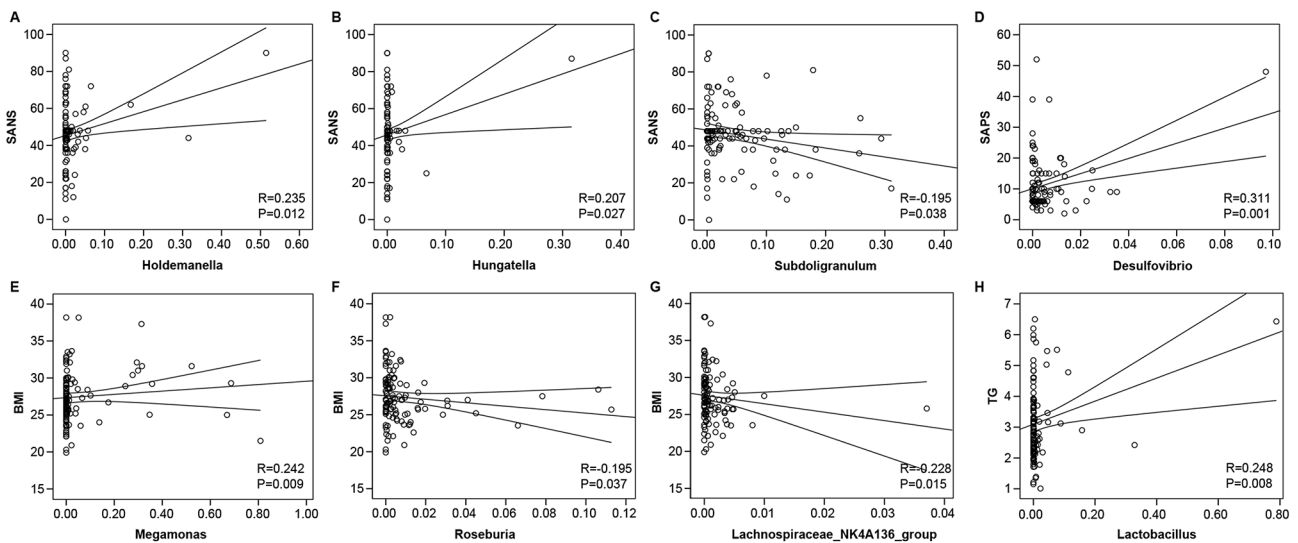 A
SANS
100
80
60
40
20
0
R=0.235
P=0.012
0.00 0.10 0.20 0.30 0.40 0.50 0.60
Holdemanella
B
SANS
100
80
60
40
20
0
R=0.207
P=0.027
0.00 0.10 0.20 0.30 0.40
Hungatella
C
SANS
100
80
60
40
20
0
R=-0.195
P=0.038
0.00 0.10 0.20 0.30 0.40
Subdoligranulum
D
SAPS
60
50
40
30
20
10
0
R=0.311
P=0.001
0.00 0.02 0.04 0.06 0.08 0.10
Desulfovibrio
E
BMI
40
35
30
25
20
15
R=0.242
P=0.009
0.00 0.20 0.40 0.60 0.80 1.00
Megamonas
F
BMI
40
35
30
25
20
15
R=-0.195
P=0.037
0.00 0.02 0.04 0.06 0.08 0.10 0.12
Roseburia
G
BMI
40
35
30
25
20
15
R=-0.228
P=0.015
0.00 0.01 0.02 0.03 0.04
Lachnospiraceae_NK4A136_group
H
TG
7
6
5
4
3
2
1
R=0.248
P=0.008
0.00 0.20 0.40 0.60 0.80
Lactobacillus